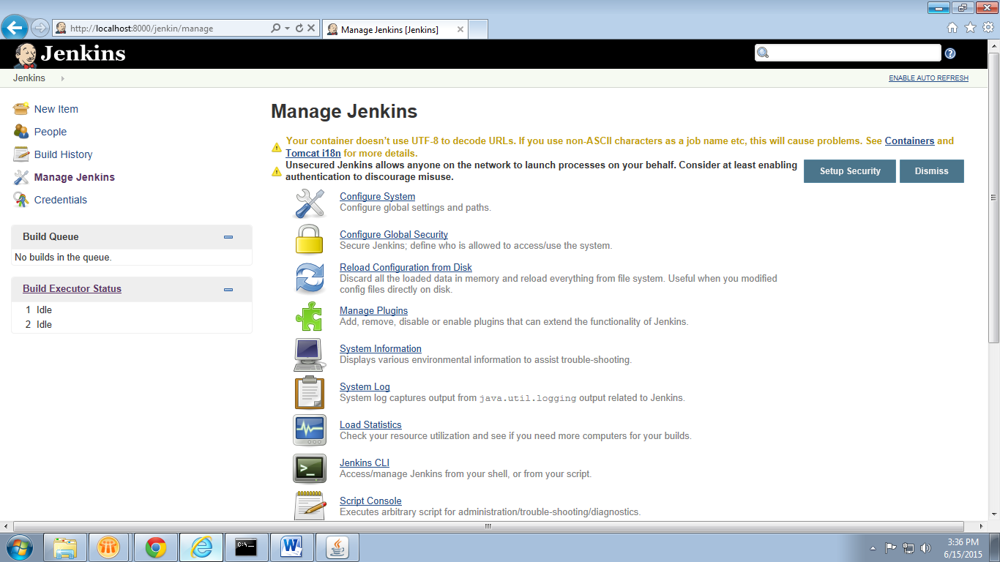 http://localhost:8000/jenkin/manage
Manage Jenkins [Jenkins]
Jenkins
Jenkins
ENABLE AUTO REFRESH
New Item
People
Build History
Manage Jenkins
Credentials
Build Queue
No builds in the queue.
Build Executor Status
1 Idle
2 Idle
Manage Jenkins
Your container doesn't use UTF-8 to decode URLs. If you use non-ASCII characters as a job name etc, this will cause problems. See Containers and
Tomcat i18n for more details.
Unsecured Jenkins allows anyone on the network to launch processes on your behalf. Consider at least enabling
authentication to discourage misuse.
Setup Security
Dismiss
Configure System
Configure global settings and paths.
Configure Global Security
Secure Jenkins; define who is allowed to access/use the system.
Reload Configuration from Disk
Discard all the loaded data in memory and reload everything from file system. Useful when you modified
config files directly on disk.
Manage Plugins
Add, remove, disable or enable plugins that can extend the functionality of Jenkins.
System Information
Displays various environmental information to assist trouble-shooting.
System Log
System log captures output from java.util.logging output related to Jenkins.
Load Statistics
Check your resource utilization and see if you need more computers for your builds.
Jenkins CLI
Access/manage Jenkins from your shell, or from your script.
Script Console
Executes arbitrary script for administration/trouble-shooting/diagnostics.
3:36 PM
6/15/2015